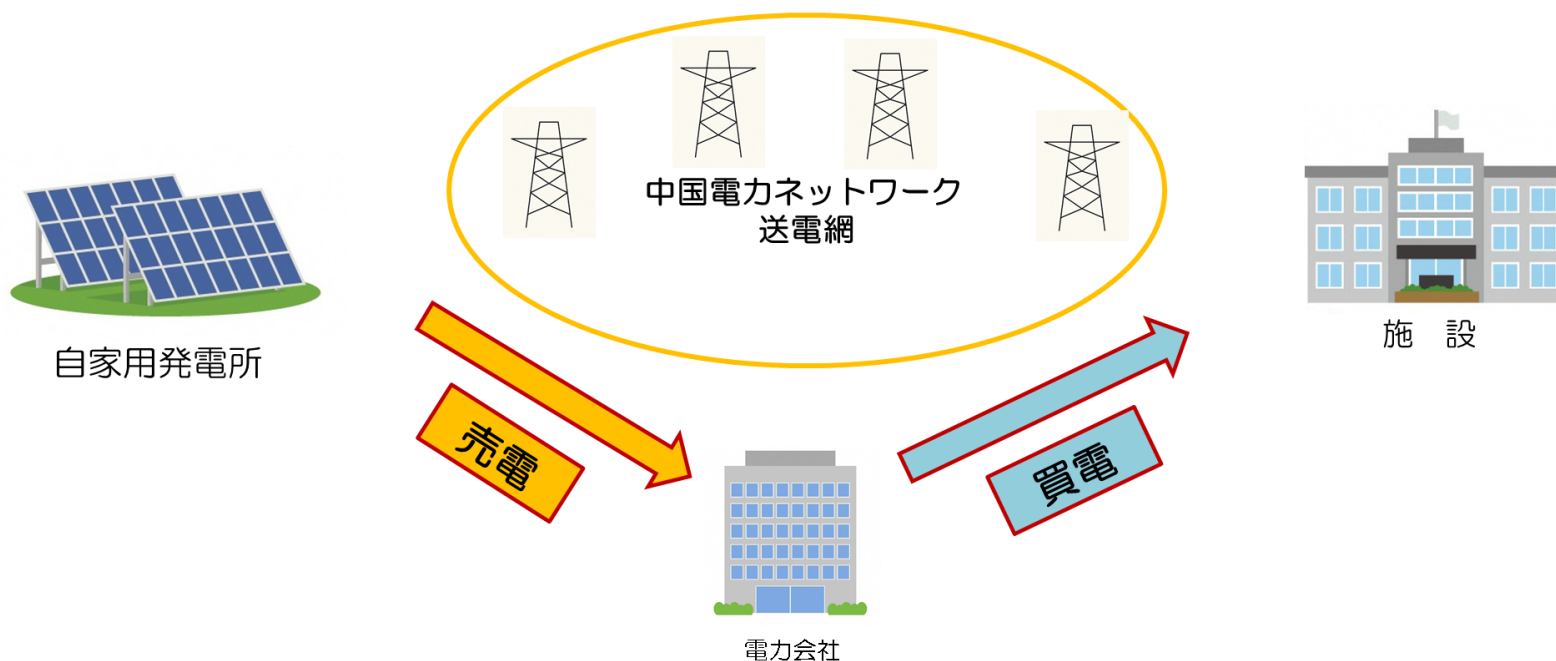 中国電力ネットワーク
送電網
自家用発電所
施　設
売電
買電
電力会社